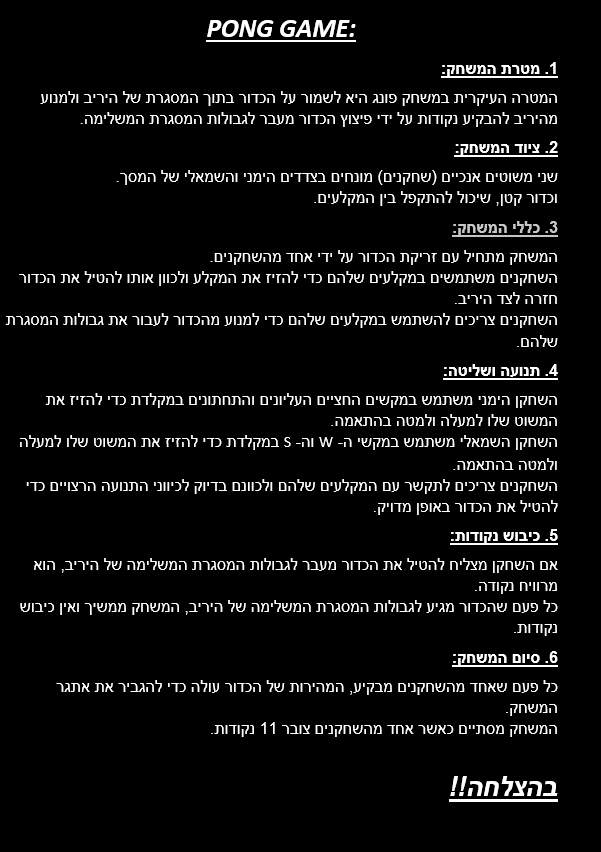 PONG GAME:
1. מטרת המשחק:
המטרה העיקרית במשחק פונג היא לשמור על הכדור בתוך המסגרת של היריב ולמנוע
מהיריב להבקיע נקודות על ידי פיצוץ הכדור מעבר לגבולות המסגרת המשלימה.
2. ציוד המשחק:
שני משוטים אנכיים (שחקנים) מונחים בצדדים הימני והשמאלי של המסך.
וכדור קטן, שיכול להתקפל בין המקלעים.
3. כללי המשחק:
המשחק מתחיל עם זריקת הכדור על ידי אחד מהשחקנים.
השחקנים משתמשים במקלעים שלהם כדי להזיז את המקלע ולכוון אותו להטיל את הכדור
חזרה לצד היריב.
השחקנים צריכים להשתמש במקלעים שלהם כדי למנוע מהכדור לעבור את גבולות המסגרת
שלהם.
4. תנועה ושליטה:
השחקן הימני משתמש במקשים החציים העליונים והתחתונים במקלדת כדי להזיז את
המשוט שלו למעלה ולמטה בהתאמה.
השחקן השמאלי משתמש במקשי ה- W וה- S במקלדת כדי להזיז את המשוט שלו למעלה
ולמטה בהתאמה.
השחקנים צריכים לתקשר עם המקלעים שלהם ולכוונם בדיוק לכיווני התנועה הרצויים כדי
להטיל את הכדור באופן מדויק.
5. כיבוש נקודות:
אם השחקן מצליח להטיל את הכדור מעבר לגבולות המסגרת המשלימה של היריב, הוא
מרוויח נקודה.
כל פעם שהכדור מגיע לגבולות המסגרת המשלימה של היריב, המשחק ממשיך ואין כיבוש
נקודות.
6. סיום המשחק:
כל פעם שאחד מהשחקנים מבקיע, המהירות של הכדור עולה כדי להגביר את אתגר
המשחק.
המשחק מסתיים כאשר אחד מהשחקנים צובר 11 נקודות.
בהצלחה!!